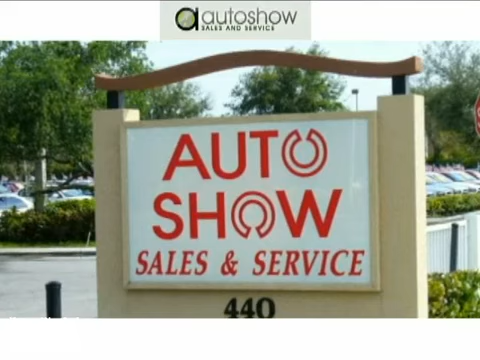 autoshow
SALES AND SERVICE
AUTO
SHOW
SALES & SERVICE
440